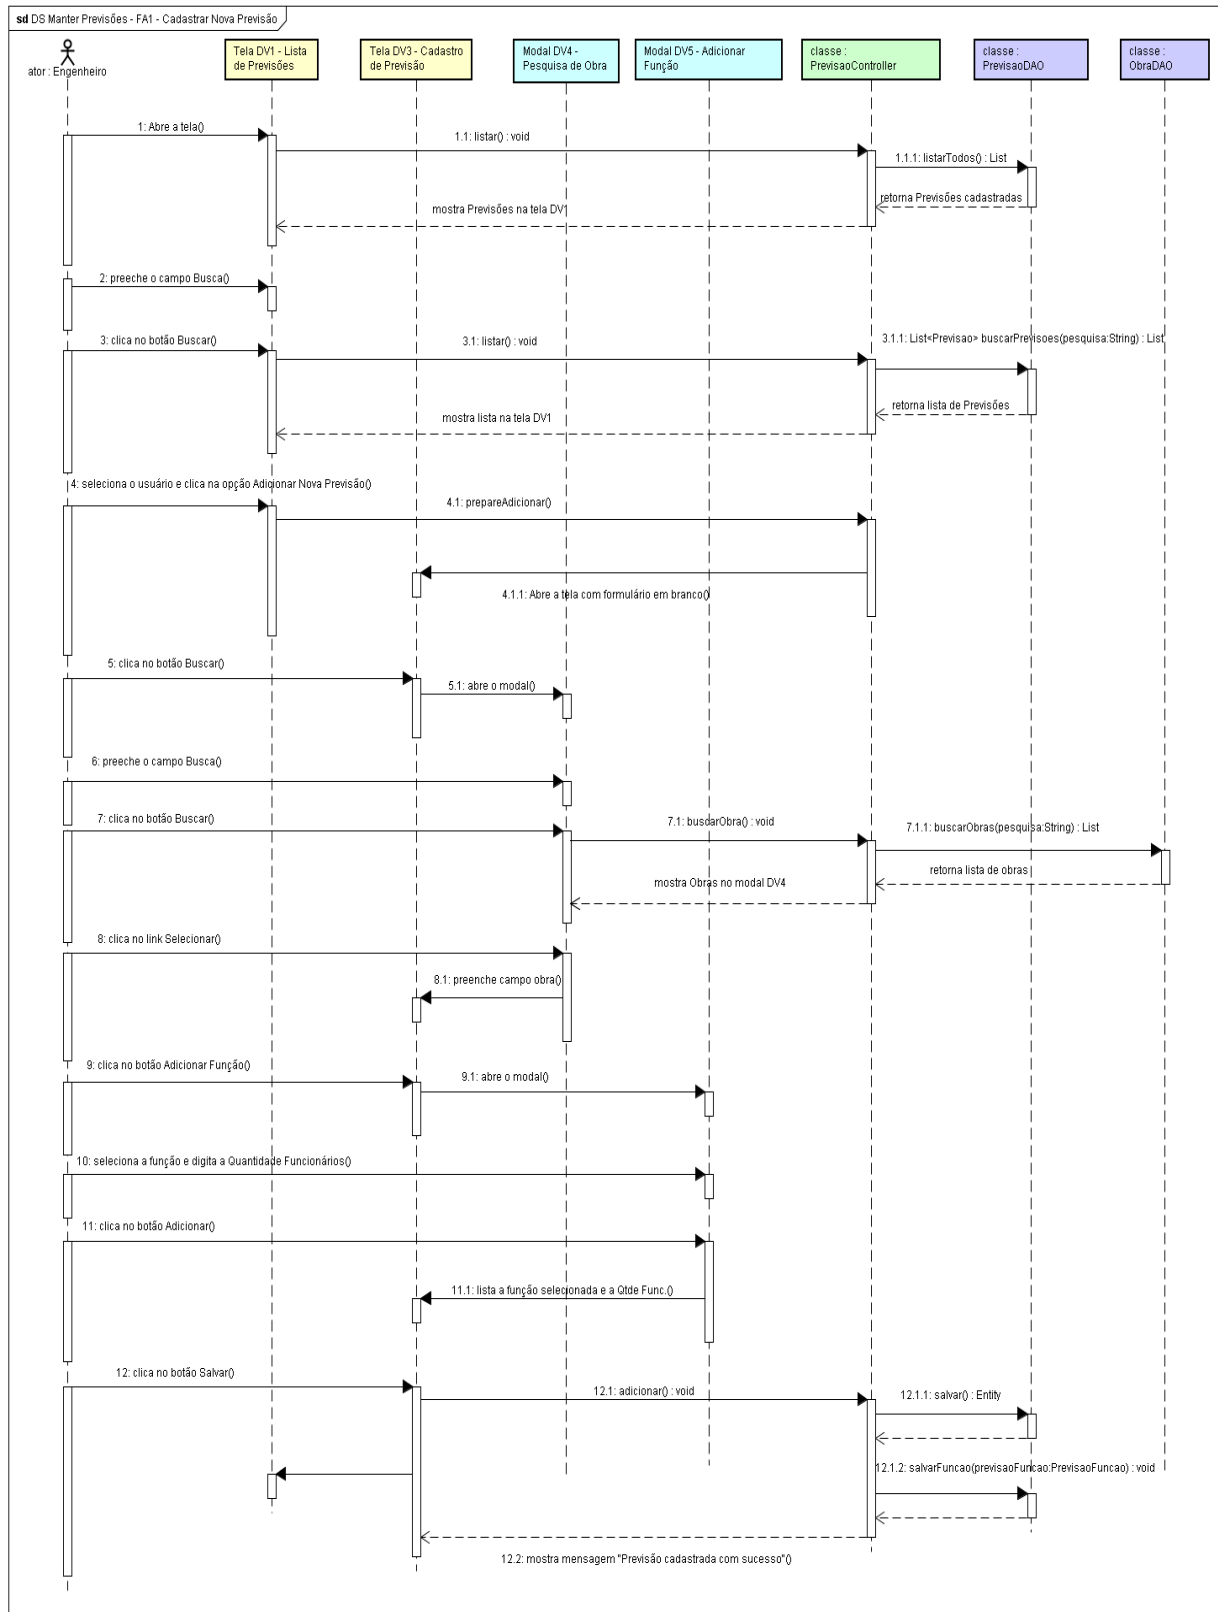 sd DS Manter Previsões - FA1 - Cadastrar Nova Previsão
ator : Engenheiro
Tela DV1 - Lista
de Previsões
Tela DV3 - Cadastro
de Previsão
Modal DV4 -
Pesquisa de Obra
Modal DV5 - Adicionar
Função
classe :
PrevisaoController
classe :
PrevisaoDAO
classe :
ObraDAO
1: Abre a tela()
1.1: listar() : void
1.1.1: listarTodos() : List
retorna Previsões cadastradas
mostra Previsões na tela DV1
2: preeche o campo Busca()
3: clica no botão Buscar()
3.1: listar() : void
3.1.1: List<Previsao> buscarPrevisoes(pesquisa:String) : List
retorna lista de Previsões
mostra lista na tela DV1
4: seleciona o usuário e clica na opção Adicionar Nova Previsão()
4.1: prepareAdicionar()
4.1.1: Abre a tela com formulário em branco()
5: clica no botão Buscar()
5.1: abre o modal()
6: preeche o campo Busca()
7: clica no botão Buscar()
7.1: buscarObra() : void
7.1.1: buscarObras(pesquisa:String) : List
retorna lista de obras
mostra Obras no modal DV4
8: clica no link Selecionar()
8.1: preenche campo obra()
9: clica no botão Adicionar Função()
9.1: abre o modal()
10: seleciona a função e digita a Quantidade Funcionários()
11: clica no botão Adicionar()
11.1: lista a função selecionada e a Qtde Func.()
12: clica no botão Salvar()
12.1: adicionar() : void
12.1.1: salvar() : Entity
12.1.2: salvarFuncao(previsaoFuncao:PrevisaoFuncao) : void
12.2: mostra mensagem "Previsão cadastrada com sucesso"()